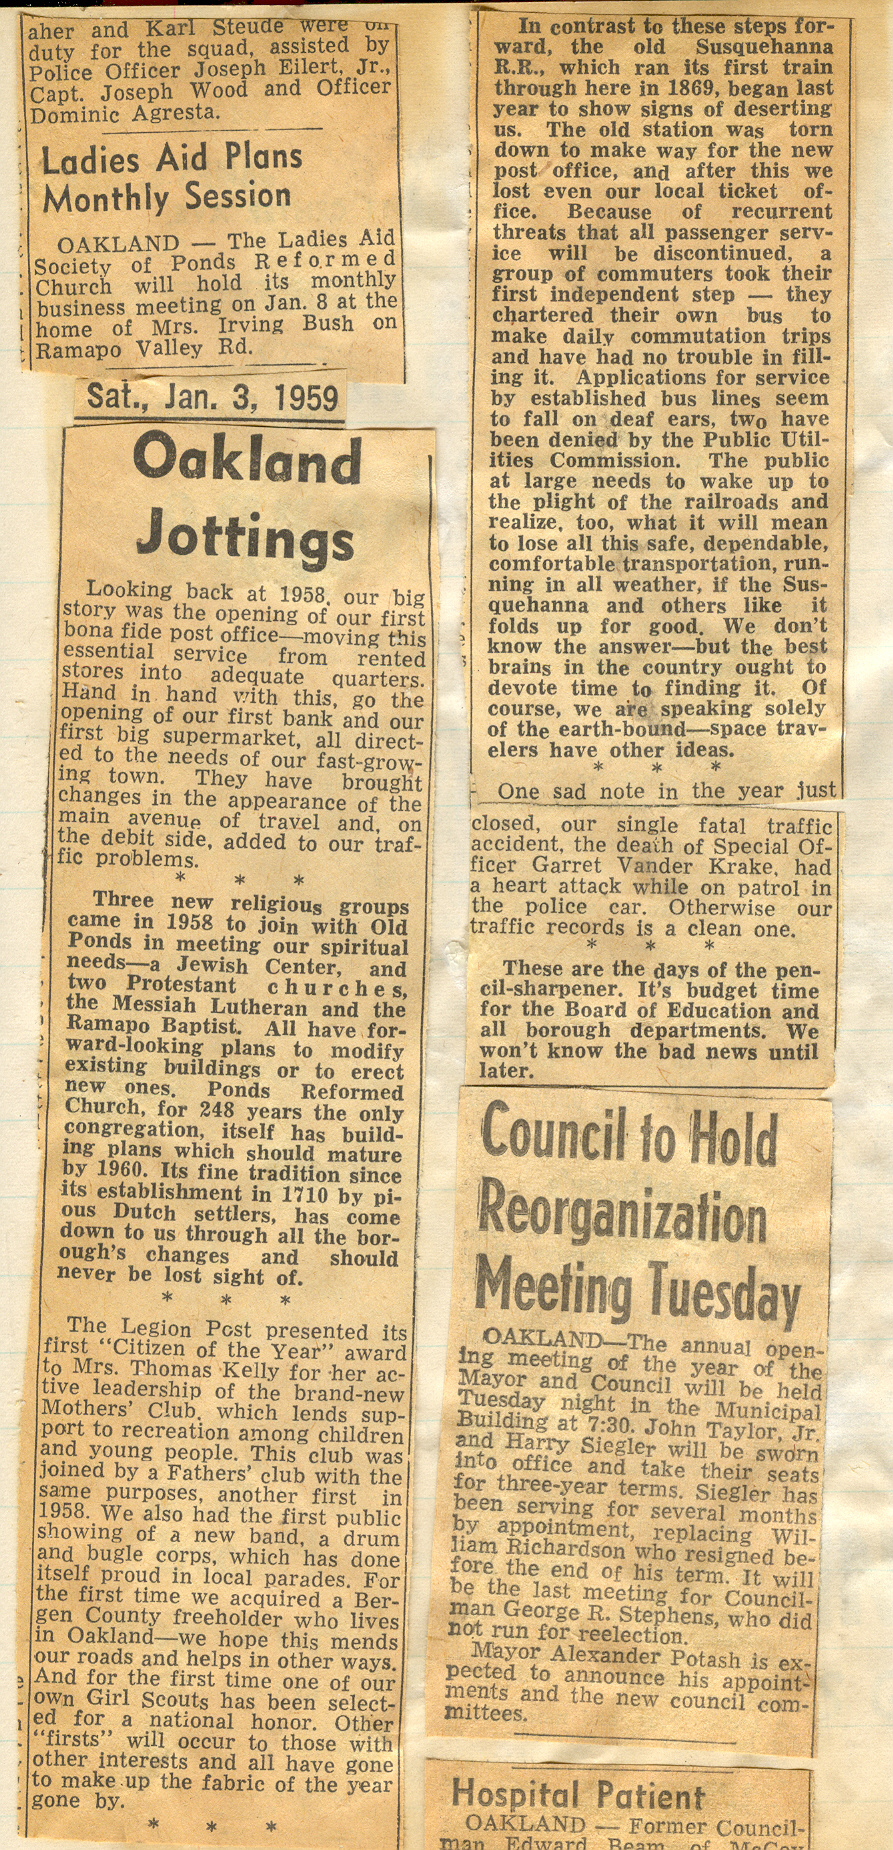 aher and Karl Steude were on
duty for the squad, assisted by
Police Officer Joseph Eilert, Jr.,
Capt. Joseph Wood and Officer
Dominic Agresta.
Ladies Aid Plans
Monthly Session
OAKLAND — The Ladies Aid
Society of Ponds Reformed
Church will hold its monthly
business meeting on Jan. 8 at the
home of Mrs. Irving Bush on
Ramapo Valley Rd.
Sat., Jan. 3, 1959
Oakland
Jottings
Looking back at 1958, our big
story was the opening of our first
bona fide post office—moving this
essential service from rented
stores into adequate quarters.
Hand in hand with this, go the
opening of our first bank and our
first big supermarket, all direct-
ed to the needs of our fast-grow-
ing town. They have brought
changes in the appearance of the
main avenue of travel and, on
the debit side, added to our traf-
fic problems.
* * *
Three new religious groups
came in 1958 to join with Old
Ponds in meeting our spiritual
needs—a Jewish Center, and
two Protestant churches,
the Messiah Lutheran and the
Ramapo Baptist. All have for-
ward-looking plans to modify
existing buildings or to erect
new ones. Ponds Reformed
Church, for 248 years the only
congregation, itself has build-
ing plans which should mature
by 1960. Its fine tradition since
its establishment in 1710 by pi-
ous Dutch settlers, has come
down to us through all the bor-
ough's changes and should
never be lost sight of.
* * *
The Legion Post presented its
first "Citizen of the Year" award
to Mrs. Thomas Kelly for her ac-
tive leadership of the brand-new
Mothers' Club, which lends sup-
port to recreation among children
and young people. This club was
joined by a Fathers' club with the
same purposes, another first in
1958. We also had the first public
showing of a new band, a drum
and bugle corps, which has done
itself proud in local parades. For
the first time we acquired a Ber-
gen County freeholder who lives
in Oakland—we hope this mends
our roads and helps in other ways.
And for the first time one of our
own Girl Scouts has been select-
ed for a national honor. Other
"firsts" will occur to those with
other interests and all have gone
to make up the fabric of the year
gone by.
* * *
In contrast to these steps for-
ward, the old Susquehanna
R.R., which ran its first train
through here in 1869, began last
year to show signs of deserting
us. The old station was torn
down to make way for the new
post office, and after this we
lost even our local ticket of-
fice. Because of recurrent
threats that all passenger serv-
ice will be discontinued, a
group of commuters took their
first independent step — they
chartered their own bus to
make daily commutation trips
and have had no trouble in fill-
ing it. Applications for service
by established bus lines seem
to fall on deaf ears, two have
been denied by the Public Util-
ities Commission. The public
at large needs to wake up to
the plight of the railroads and
realize, too, what it will mean
to lose all this safe, dependable,
comfortable transportation, run-
ning in all weather, if the Sus-
quehanna and others like it
folds up for good. We don't
know the answer—but the best
brains in the country ought to
devote time to finding it. Of
course, we are speaking solely
of the earth-bound—space trav-
elers have other ideas.
* * *
One sad note in the year just
closed, our single fatal traffic
accident, the death of Special Of-
ficer Garret Vander Krake, had
a heart attack while on patrol in
the police car. Otherwise our
traffic records is a clean one.
* * *
These are the days of the pen-
cil-sharpener. It's budget time
for the Board of Education and
all borough departments. We
won't know the bad news until
later.
Council to Hold
Reorganization
Meeting Tuesday
OAKLAND—The annual open-
ing meeting of the year of the
Mayor and Council will be held
Tuesday night in the Municipal
Building at 7:30. John Taylor, Jr.
and Harry Siegler will be sworn
into office and take their seats
for three-year terms. Siegler has
been serving for several months
by appointment, replacing Wil-
liam Richardson who resigned be-
fore the end of his term. It will
be the last meeting for Council-
man George R. Stephens, who did
not run for reelection.
Mayor Alexander Potash is ex-
pected to announce his appoint-
ments and the new council com-
mittees.
Hospital Patient
OAKLAND — Former Council-
man Edward Beam of McCoy